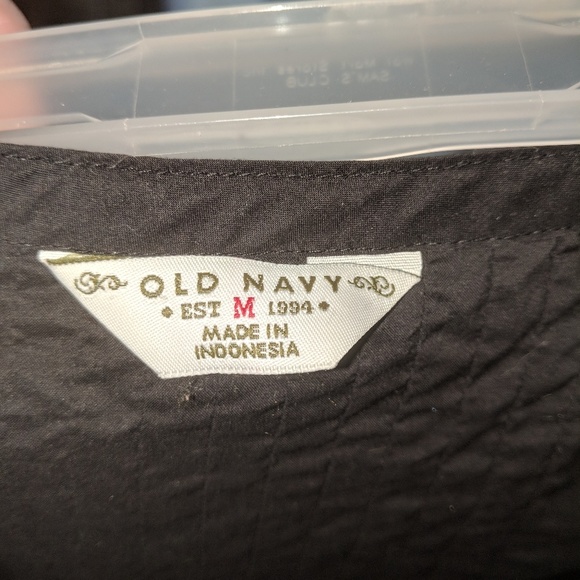 OLD NAVY
EST M 1994
MADE IN
INDONESIA